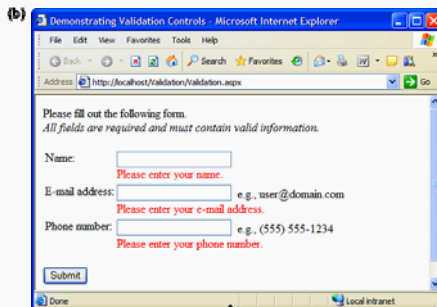 (b)
Demonstrating Validation Controls - Microsoft Internet Explorer
File Edit View Favorites Tools Help
Back Search Favorites
Address http://localhost/Validation/Validation.aspx Go
Please fill out the following form.
All fields are required and must contain valid information.
Name:
Please enter your name.
E-mail address: e.g., user@domain.com
Please enter your e-mail address.
Phone number: e.g., (555) 555-1234
Please enter your phone number.
Submit
Done Local intranet